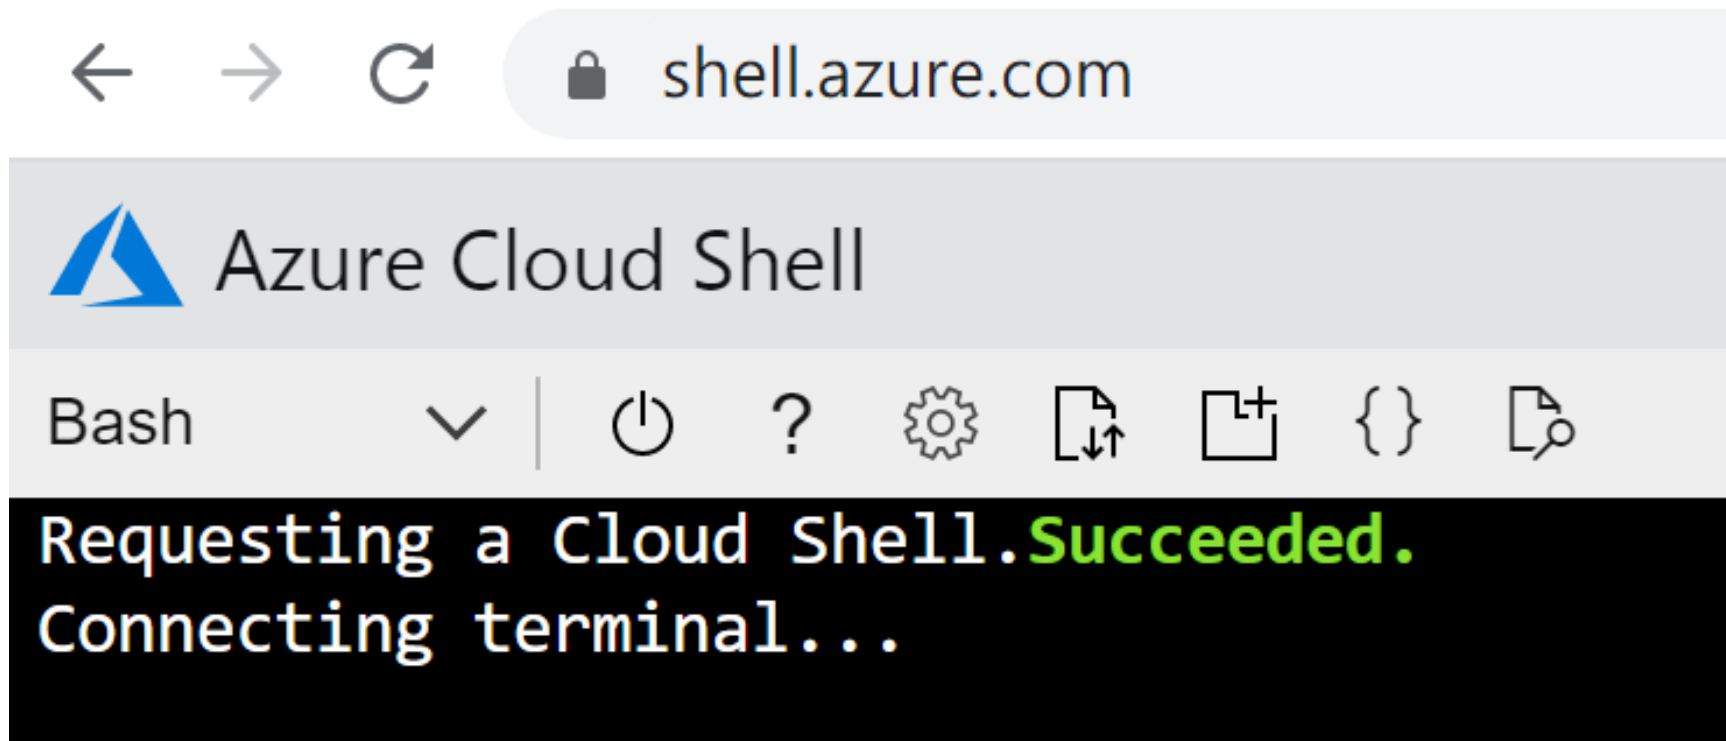 shell.azure.com
Azure Cloud Shell
Bash
?
{}
Requesting a Cloud Shell.Succeeded.
Connecting terminal...